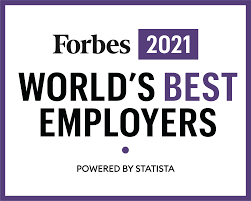 Forbes 2021
WORLD'S BEST
EMPLOYERS
POWERED BY STATISTA